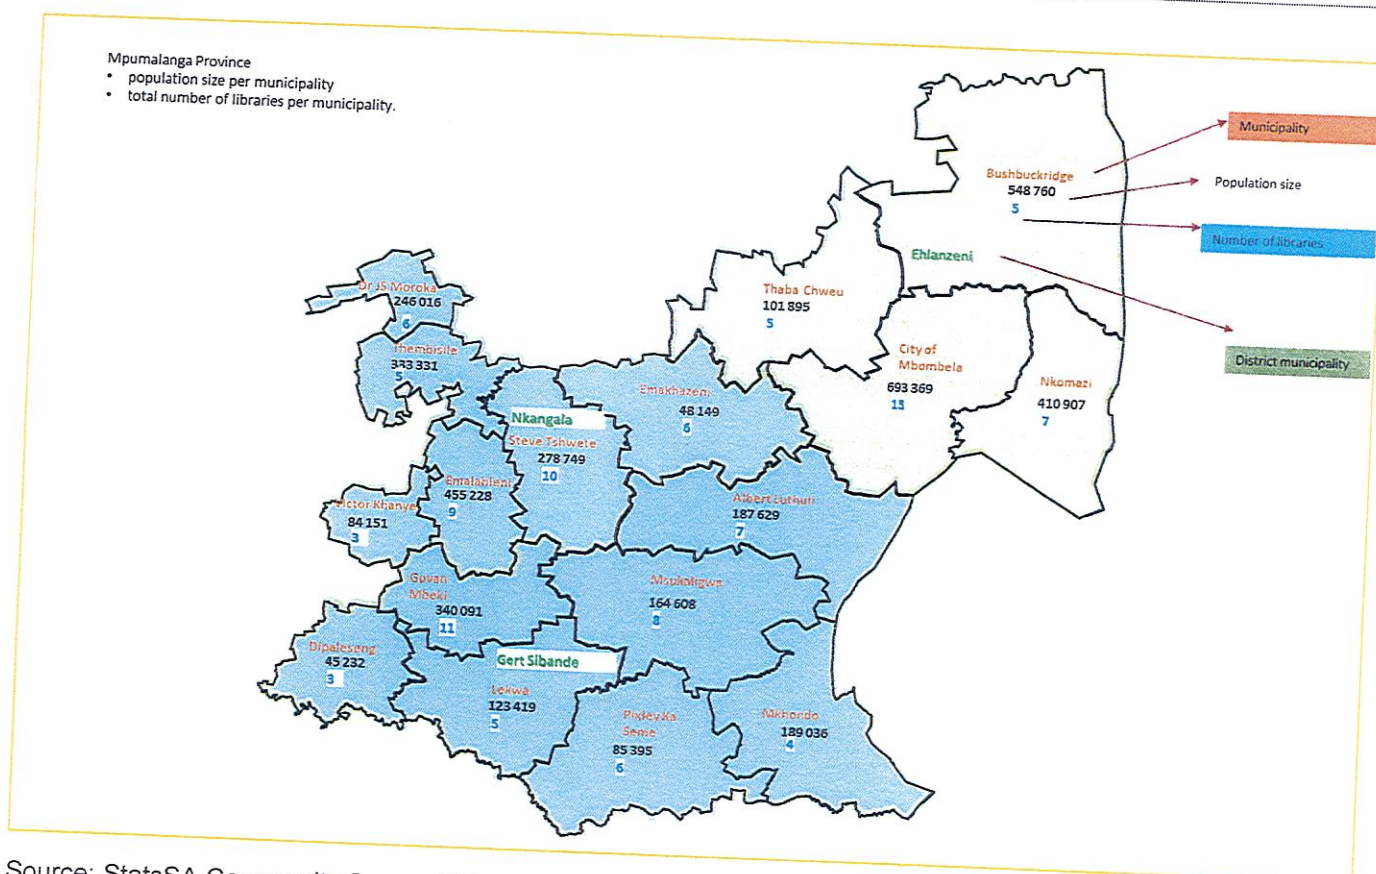 Mpumalanga Province
• population size per municipality
• total number of libraries per municipality.
Municipality
Bushbuckridge
548 760
5
Population size
Number of libraries
Ehlanzeni
District municipality
Thaba Chweu
101 895
5
Dr JS Moroka
246 016
6
City of
Mbombela
693 369
15
Nkomazi
410 907
7
Thembisile
333 331
5
Emakhazeni
48 149
6
Nkangala
Steve Tshwete
278 749
10
Emalahleni
455 228
9
Victor Khanye
84 151
3
Albert Luthuli
187 629
7
Govan
Mbeki
340 091
11
Msukaligwa
164 608
8
Dipaleseng
45 232
3
Gert Sibande
Lekwa
123 419
5
Pixley Ka
Seme
85 395
6
Mkhondo
189 036
4
Source: StatsSA Community